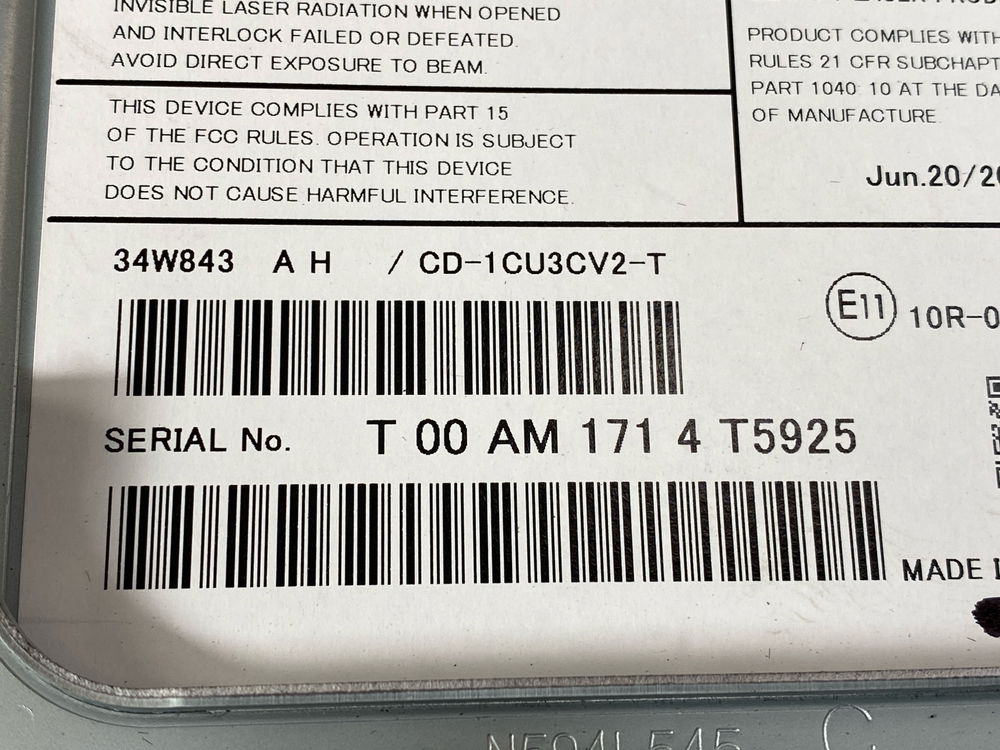 INVISIBLE LASER RADIATION WHEN OPENED
AND INTERLOCK FAILED OR DEFEATED.
AVOID DIRECT EXPOSURE TO BEAM.
PRODUCT COMPLIES WITH
RULES 21 CFR SUBCHAPT
PART 1040. 10 AT THE DA
OF MANUFACTURE.
Jun.20/20
THIS DEVICE COMPLIES WITH PART 15
OF THE FCC RULES. OPERATION IS SUBJECT
TO THE CONDITION THAT THIS DEVICE
DOES NOT CAUSE HARMFUL INTERFERENCE.
34W843 A H / CD-1CU3CV2-T
E11 10R-0
SERIAL No. T 00 AM 171 4 T5925
MADE I